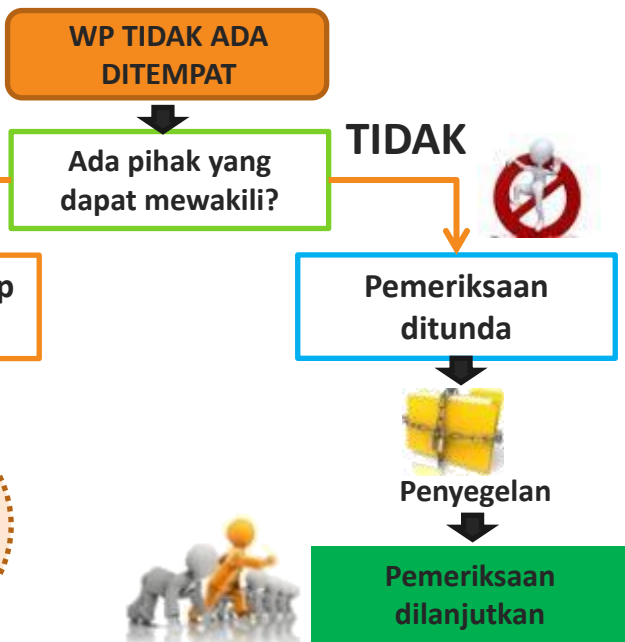 WP TIDAK ADA
DITEMPAT
Ada pihak yang
dapat mewakili?
TIDAK
p
Pemeriksaan
ditunda
Penyegelan
Pemeriksaan
dilanjutkan